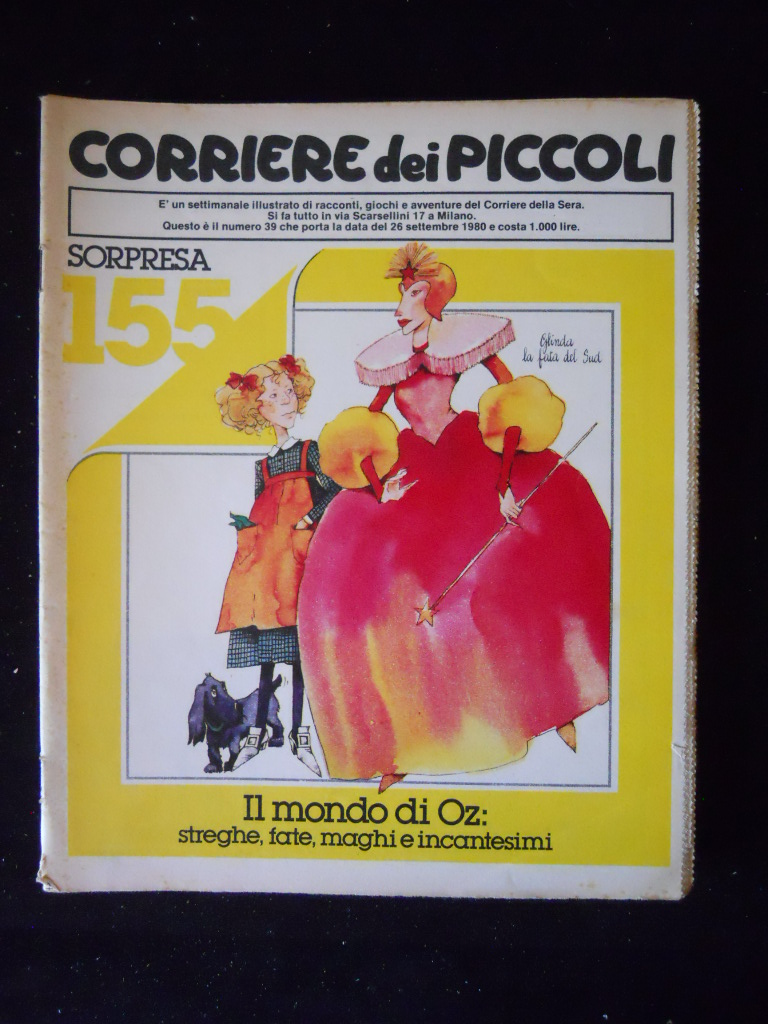 CORRIERE dei PICCOLI
E' un settimanale illustrato di racconti, giochi e avventure del Corriere della Sera.
Si fa tutto in via Scarsellini 17 a Milano.
Questo è il numero 39 che porta la data del 26 settembre 1980 e costa 1.000 lire.
SORPRESA
155
Glinda
la fata del Sud
Il mondo di Oz:
streghe, fate, maghi e incantesimi